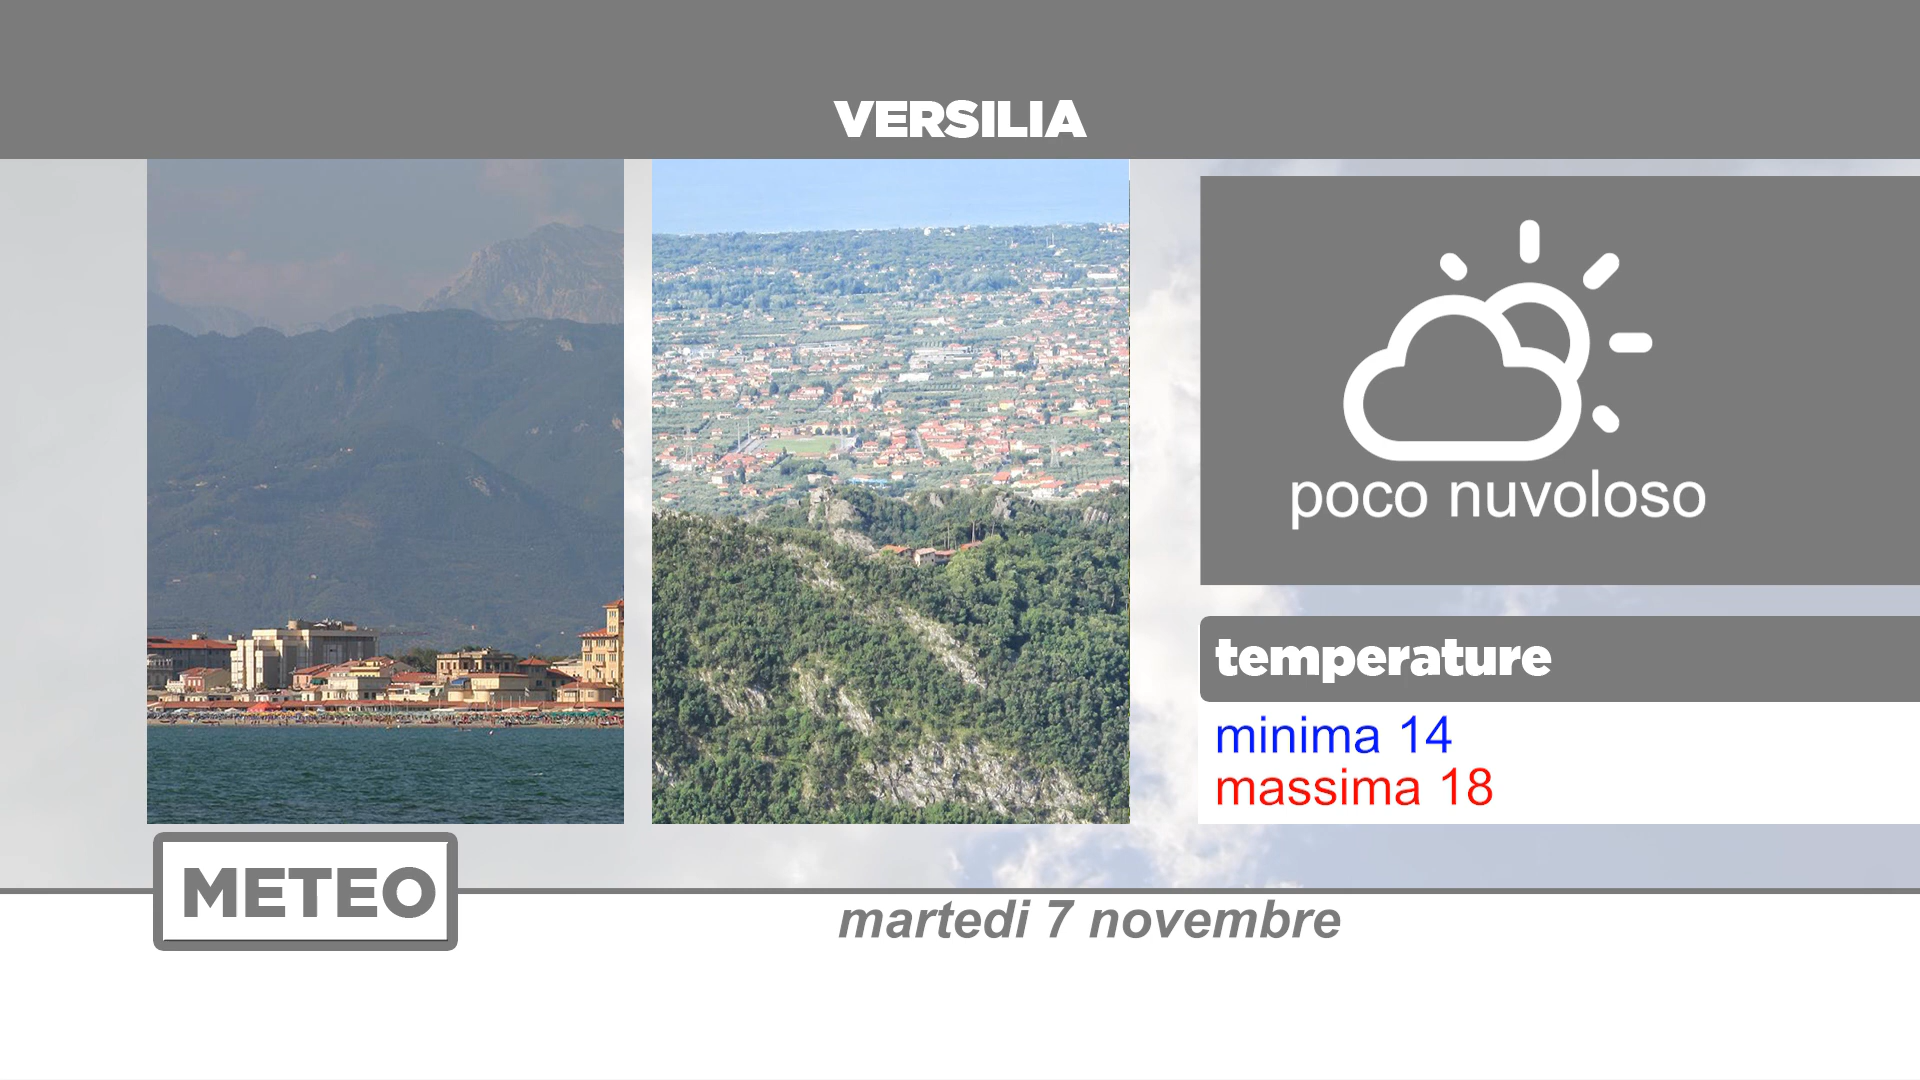 VERSILIA
poco nuvoloso
temperature
minima 14
massima 18
METEO
martedi 7 novembre